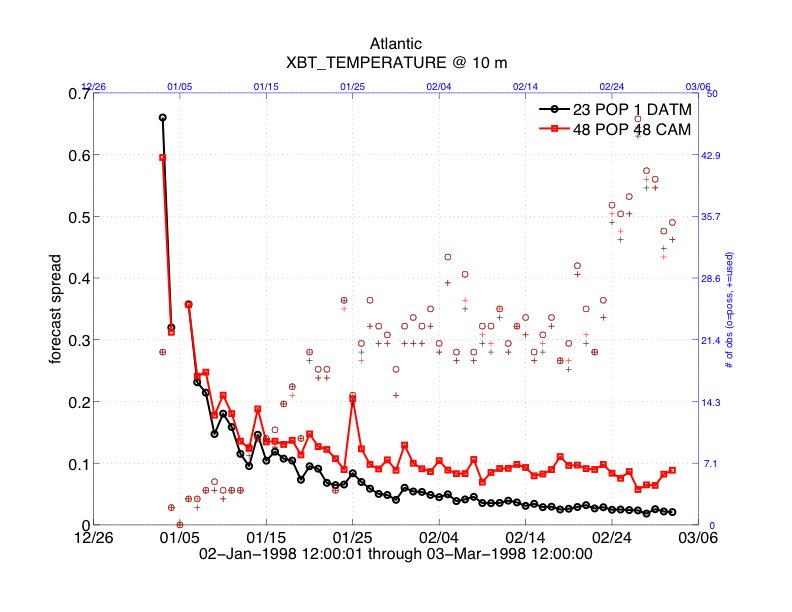 Atlantic
XBT_TEMPERATURE @ 10 m
12/26 01/05 01/15 01/25 02/04 02/14 02/24 03/06
0.7 50
23 POP 1 DATM
48 POP 48 CAM
0.6 42.9
0.5 35.7
0.4 28.6
0.3 21.4
0.2 14.3
0.1 7.1
0 0
forecast spread
# of obs (o=poss, +=used)
12/26 01/05 01/15 01/25 02/04 02/14 02/24 03/06
02-Jan-1998 12:00:01 through 03-Mar-1998 12:00:00